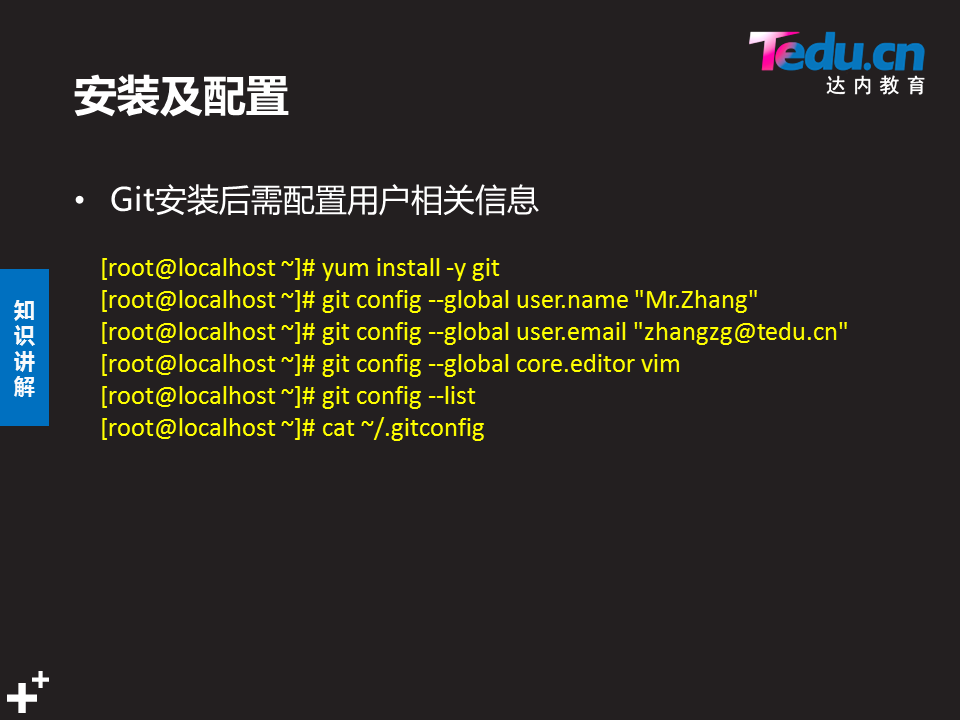 Tedu.cn
达内教育
安装及配置
• Git安装后需配置用户相关信息
[root@localhost ~]# yum install -y git
[root@localhost ~]# git config --global user.name "Mr.Zhang"
[root@localhost ~]# git config --global user.email "zhangzg@tedu.cn"
[root@localhost ~]# git config --global core.editor vim
[root@localhost ~]# git config --list
[root@localhost ~]# cat ~/.gitconfig
知识讲解